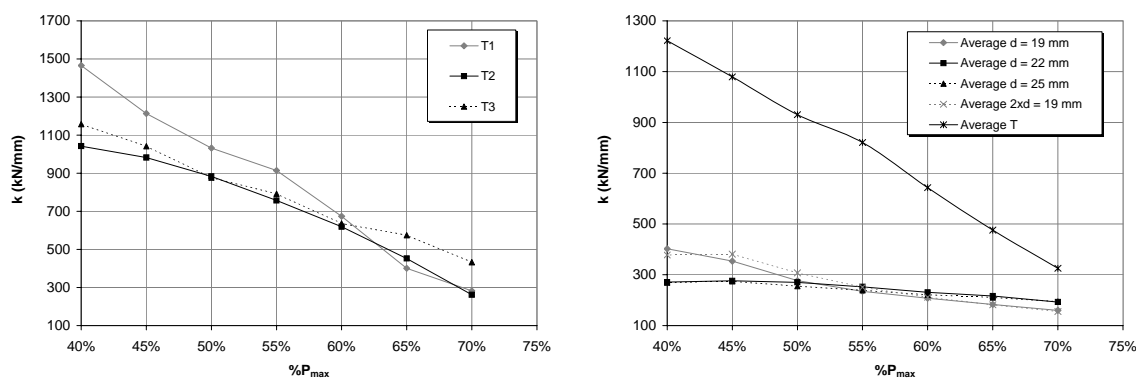 1700
1500
1300
1100
900
700
500
300
100
k (kN/mm)
40% 45% 50% 55% 60% 65% 70% 75%
%Pmax
T1
T2
T3
1300
1100
900
700
500
300
100
k (kN/mm)
40% 45% 50% 55% 60% 65% 70% 75%
%Pmax
Average d = 19 mm
Average d = 22 mm
Average d = 25 mm
Average 2xd = 19 mm
Average T